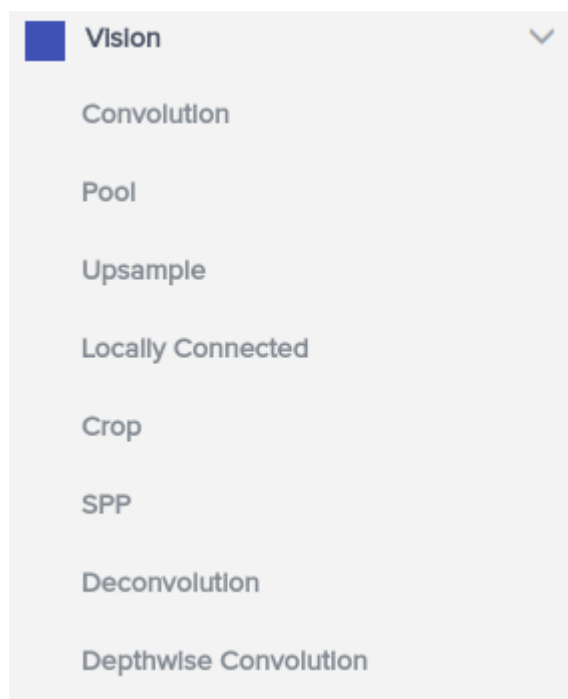 Vision
Convolution
Pool
Upsample
Locally Connected
Crop
SPP
Deconvolution
Depthwise Convolution